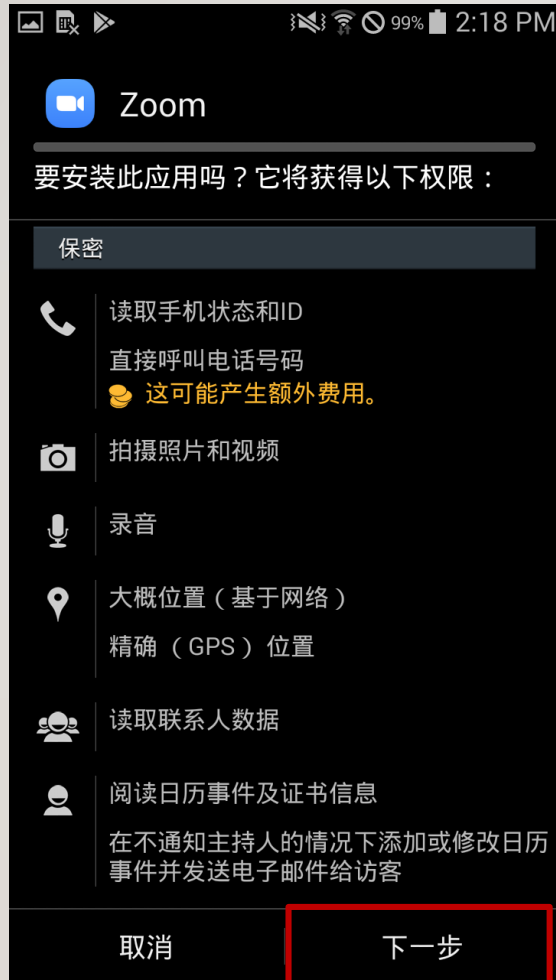 99% 2:18 PM
Zoom
要安装此应用吗？它将获得以下权限：
保密
读取手机状态和ID
直接呼叫电话号码
这可能产生额外费用。
拍摄照片和视频
录音
大概位置（基于网络）
精确 （GPS） 位置
读取联系人数据
阅读日历事件及证书信息
在不通知主持人的情况下添加或修改日历
事件并发送电子邮件给访客
取消 下一步